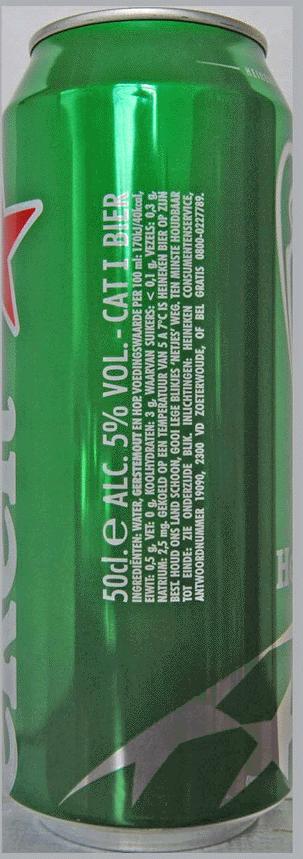 50cl. e ALC. 5% VOL. - CAT I BIER
INGREDIËNTEN: WATER, GERSTEMOUT EN HOP. VOEDINGSWAARDE PER 100 ml: 170kJ/40kcal,
EIWIT: 0,5 g, VET: 0 g, KOOLHYDRATEN: 3 g, WAARVAN SUIKERS: < 0,1 g, VEZELS: 0,3 g,
NATRIUM: 2,5 mg. GEKOELD OP EEN TEMPERATUUR VAN 5 A 7°C IS HEINEKEN BIER OP ZIJN
BEST. HOUD ONS LAND SCHOON, GOOI LEGE BLIKJES 'NETJES' WEG. TEN MINSTE HOUDBAAR
TOT EINDE: ZIE ONDERZIJDE BLIK. INLICHTINGEN: HEINEKEN CONSUMENTENSERVICE,
ANTWOORDNUMMER 19090, 2300 VD ZOETERWOUDE, OF BEL GRATIS 0800-0227789.